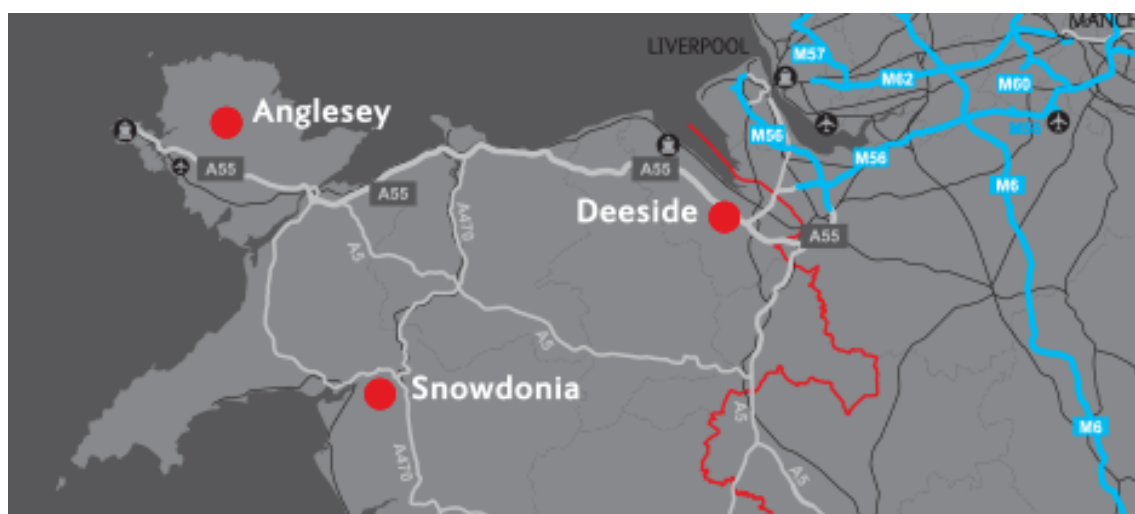 MANCH
LIVERPOOL
M57
M62
M60
Anglesey
M56
M56
M56
A55
A55
A55
M6
Deeside
A470
A55
A5
A5
Snowdonia
A5
M6
A470
A5